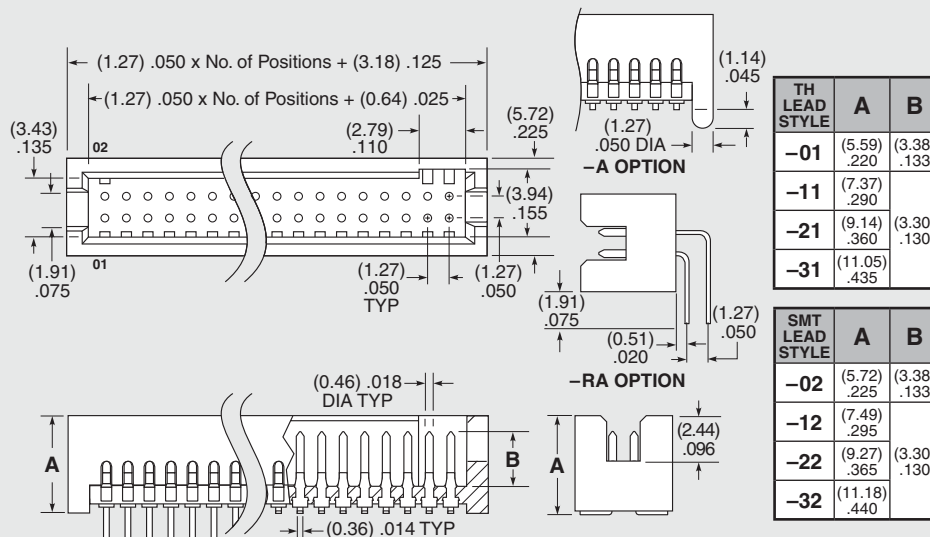 (1.27) .050 x No. of Positions + (3.18) .125
(1.27) .050 x No. of Positions + (0.64) .025
(3.43)
.135
02
(2.79)
.110
(5.72)
.225
(3.94)
.155
01
(1.91)
.075
(1.27)
.050
TYP
(1.27)
.050
(1.14)
.045
(1.27)
.050 DIA
–A OPTION
(1.91)
.075
(0.51)
.020
(1.27)
.050
–RA OPTION
(0.46) .018
DIA TYP
A
B
(0.36) .014 TYP
A
(2.44)
.096
TH
LEAD
STYLE
A
B
–01
(5.59)
.220
(3.38
.133
–11
(7.37)
.290
–21
(9.14)
.360
(3.30
.130
–31
(11.05)
.435
SMT
LEAD
STYLE
A
B
–02
(5.72)
.225
(3.38
.133
–12
(7.49)
.295
–22
(9.27)
.365
(3.30
.130
–32
(11.18)
.440